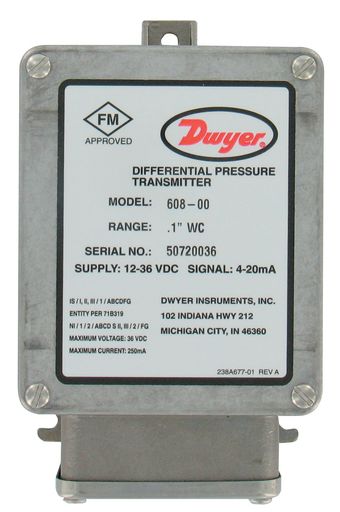 FM
APPROVED
Dwyer
DIFFERENTIAL PRESSURE
TRANSMITTER
MODEL: 608-00
RANGE: .1" WC
SERIAL NO.: 50720036
SUPPLY: 12-36 VDC SIGNAL: 4-20mA
IS / I, II, III / 1 / ABCDFG
ENTITY PER 71B319
NI / 1 / 2 / ABCD S II, III / 2 / FG
MAXIMUM VOLTAGE: 36 VDC
MAXIMUM CURRENT: 250mA
DWYER INSRUMENTS, INC.
102 INDIANA HWY 212
MICHIGAN CITY, IN 46360
238A677-01 REV A